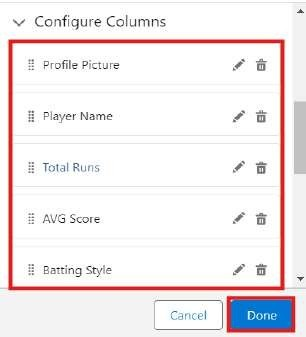 Configure Columns
Profile Picture
Player Name
Total Runs
AVG Score
Batting Style
Cancel Done